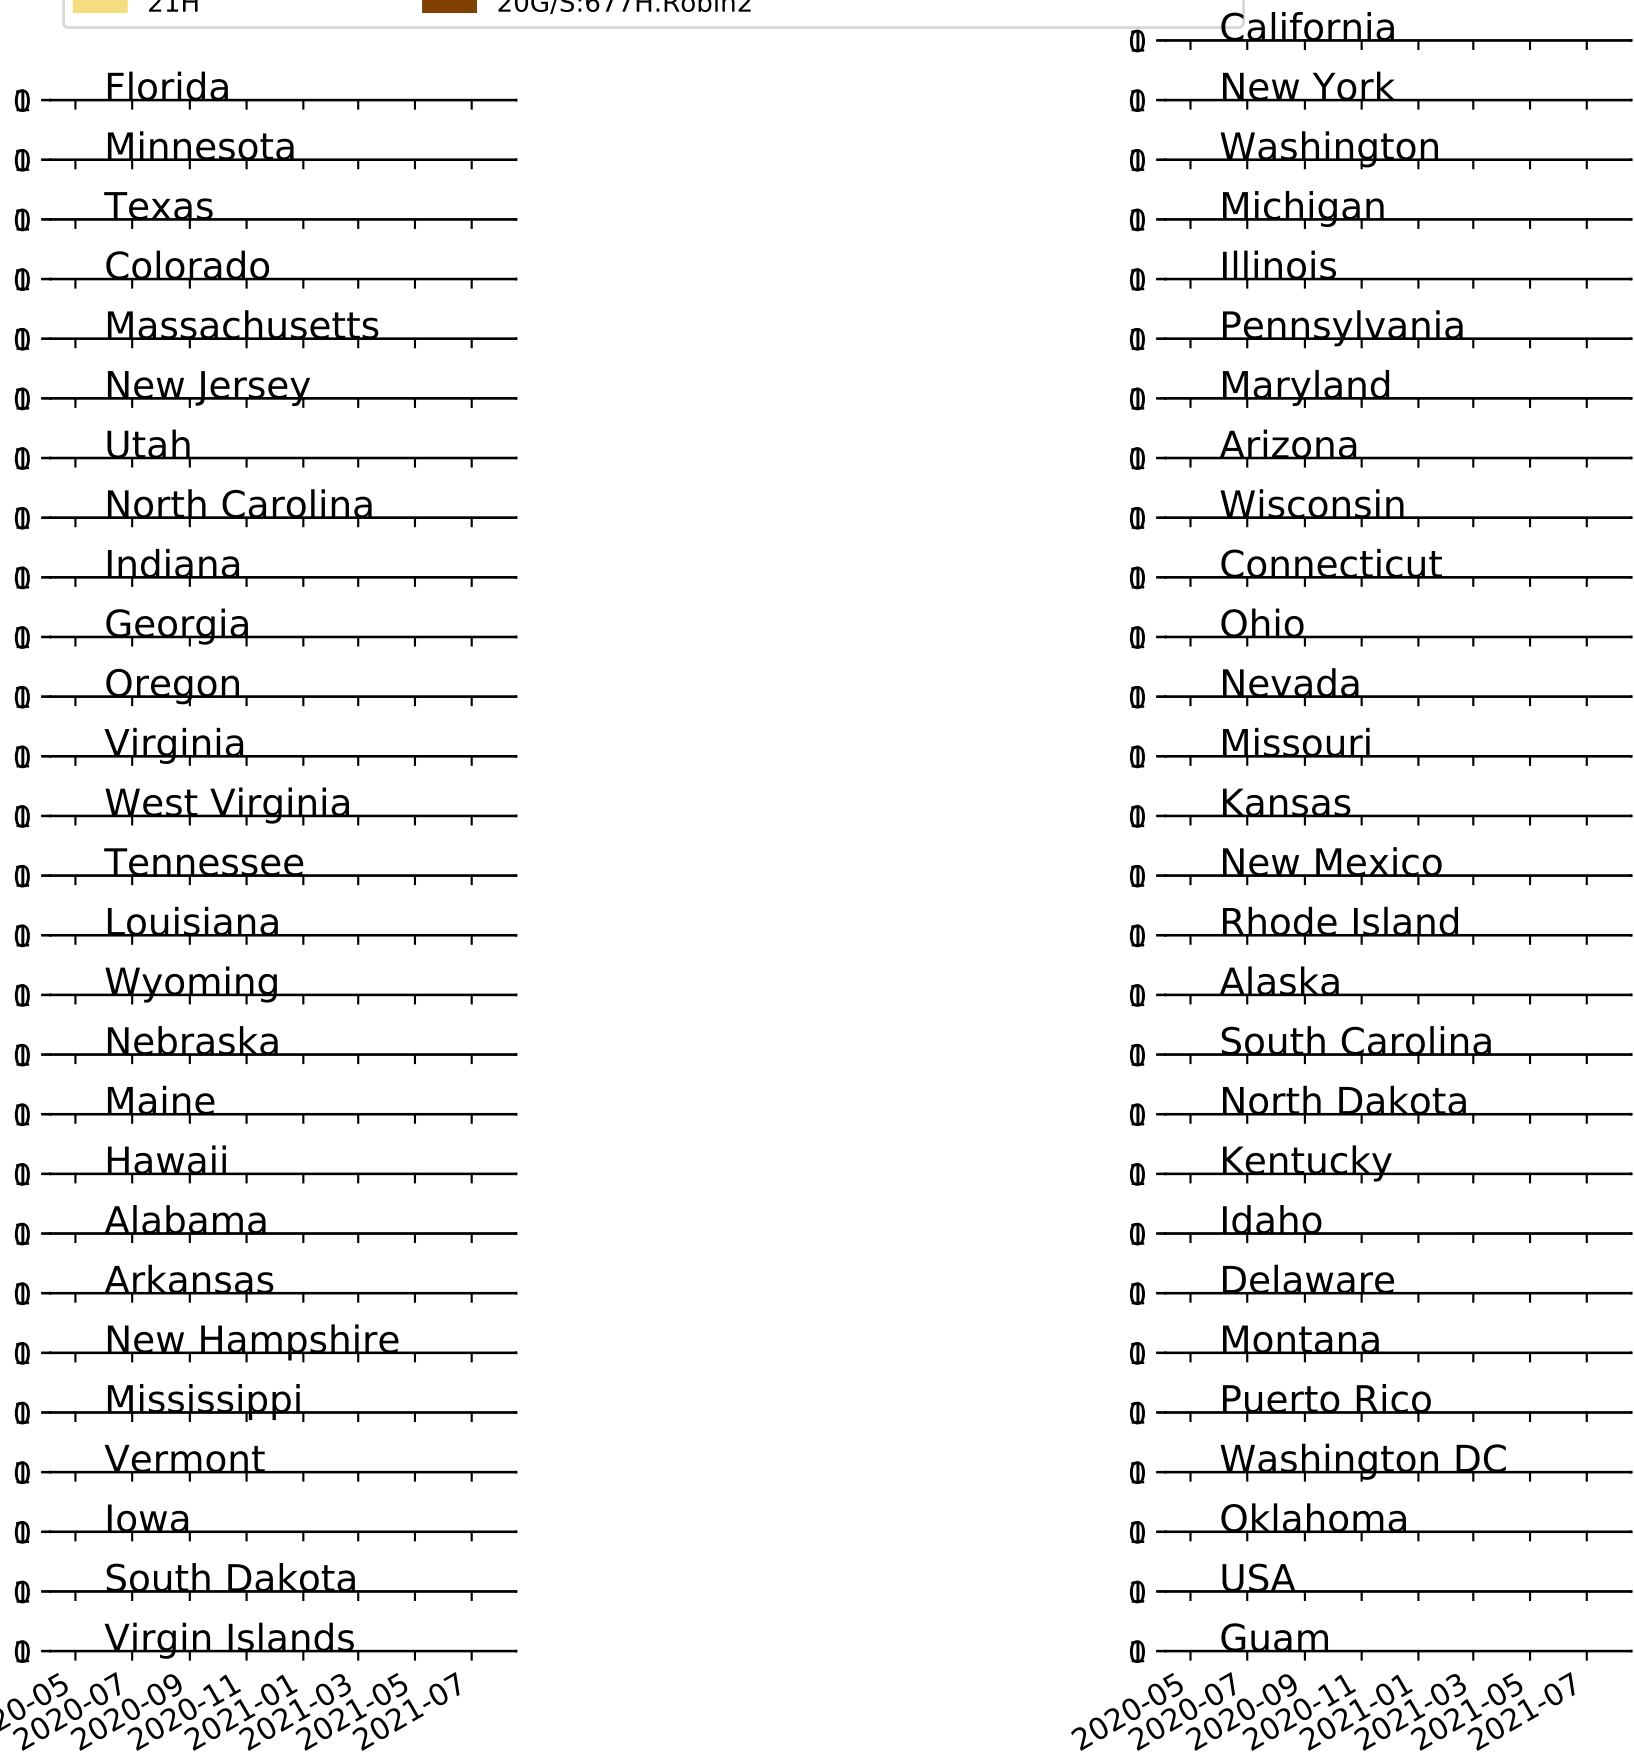 21H 20G/S:677H.Robin2
California
Florida New York
Minnesota Washington
Texas Michigan
Colorado Illinois
Massachusetts Pennsylvania
New Jersey Maryland
Utah Arizona
North Carolina Wisconsin
Indiana Connecticut
Georgia Ohio
Oregon Nevada
Virginia Missouri
West Virginia Kansas
Tennessee New Mexico
Louisiana Rhode Island
Wyoming Alaska
Nebraska South Carolina
Maine North Dakota
Hawaii Kentucky
Alabama Idaho
Arkansas Delaware
New Hampshire Montana
Mississippi Puerto Rico
Vermont Washington DC
Iowa Oklahoma
South Dakota USA
Virgin Islands Guam
20-05 2020-07 2020-09 2020-11 2021-01 2021-03 2021-05 2021-07 2020-05 2020-07 2020-09 2020-11 2021-01 2021-03 2021-05 2021-07